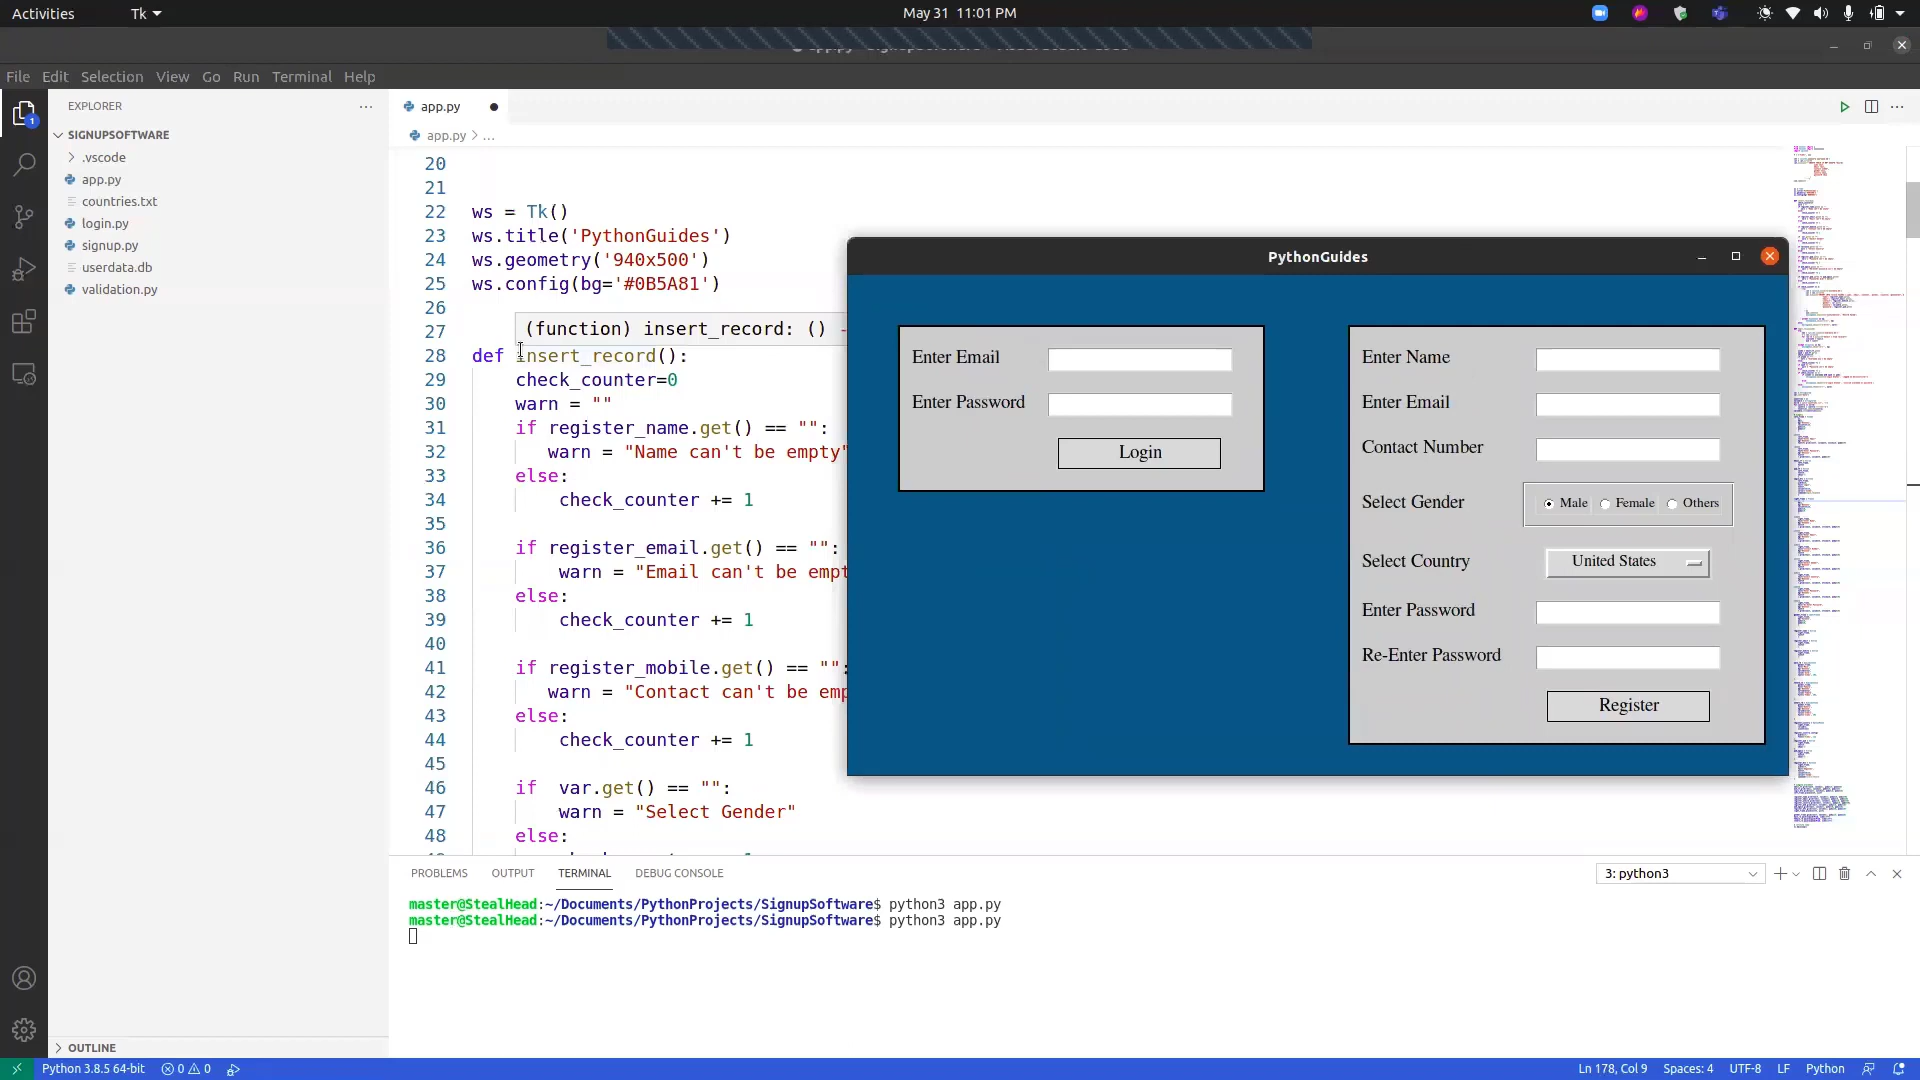 Activities
Tk
May 31 11:01 PM
File Edit Selection View Go Run Terminal Help
EXPLORER
SIGNUPSOFTWARE
.vscode
app.py
countries.txt
login.py
signup.py
userdata.db
validation.py
OUTLINE
1
app.py
app.py > ...
20
21
22 ws = Tk()
23 ws.title('PythonGuides')
24 ws.geometry('940x500')
25 ws.config(bg='#0B5A81')
26
27
(function) insert_record: () -
28 def insert_record():
29 check_counter=0
30 warn = ""
31 if register_name.get() == "":
32 warn = "Name can't be empty"
33 else:
34 check_counter += 1
35
36 if register_email.get() == "":
37 warn = "Email can't be empt
38 else:
39 check_counter += 1
40
41 if register_mobile.get() == "":
42 warn = "Contact can't be emp
43 else:
44 check_counter += 1
45
46 if var.get() == "":
47 warn = "Select Gender"
48 else:
PythonGuides
Enter Email
Enter Password
Login
Enter Name
Enter Email
Contact Number
Select Gender
Male Female Others
Select Country
United States
Enter Password
Re-Enter Password
Register
PROBLEMS OUTPUT TERMINAL DEBUG CONSOLE
3: python3
master@StealHead:~/Documents/PythonProjects/SignupSoftware$ python3 app.py
master@StealHead:~/Documents/PythonProjects/SignupSoftware$ python3 app.py
Python 3.8.5 64-bit
0 0
Ln 178, Col 9
Spaces: 4
UTF-8
LF
Python